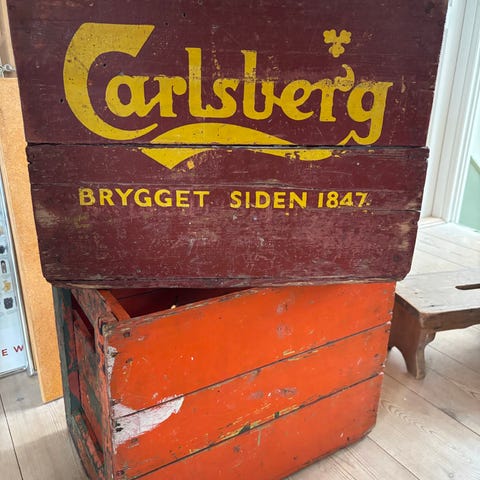 Carlsberg
BRYGGET SIDEN 1847.
E W